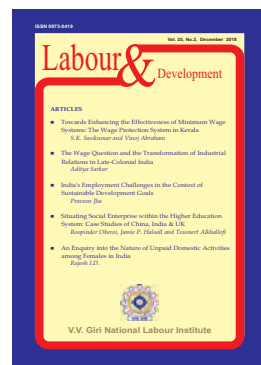 ISSN 0973-0419
Vol. 25, No.2, December 2018
Labour
&
Development
ARTICLES
Towards Enhancing the Effectiveness of Minimum Wage
Systems: The Wage Protection System in Kerala
S.K. Sasikumar and Vinoj Abraham
The Wage Question and the Transformation of Industrial
Relations in Late-Colonial India
Aditya Sarkar
India's Employment Challenges in the Context of
Sustainable Development Goals
Praveen Jha
Situating Social Enterprise within the Higher Education
System: Case Studies of China, India & UK
Roopinder Oberoi, Jamie P. Halsall and Tesmert Alkhallofi
An Enquiry into the Nature of Unpaid Domestic Activities
among Females in India
Rajesh I.D.
V.V. Giri National Labour Institute